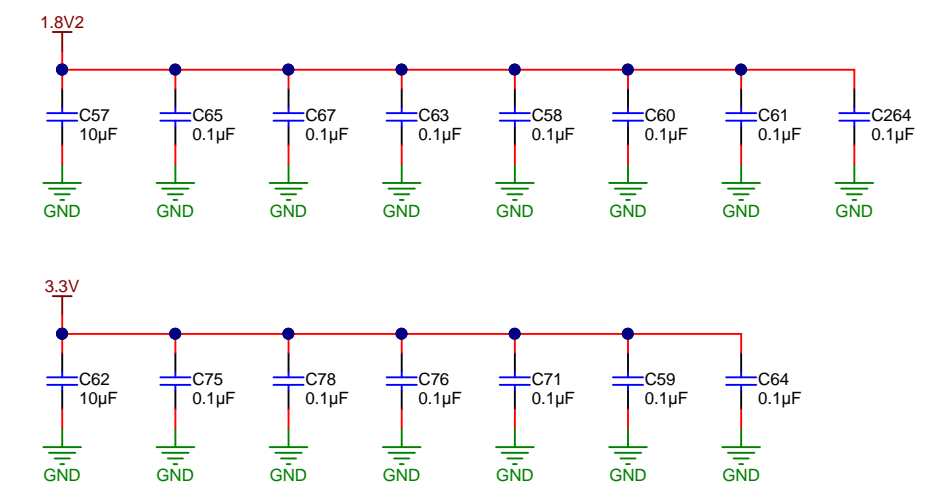 1.8V2
C57 C65 C67 C63 C58 C60 C61 C264
10µF 0.1µF 0.1µF 0.1µF 0.1µF 0.1µF 0.1µF 0.1µF
GND GND GND GND GND GND GND GND
3.3V
C62 C75 C78 C76 C71 C59 C64
10µF 0.1µF 0.1µF 0.1µF 0.1µF 0.1µF 0.1µF
GND GND GND GND GND GND GND